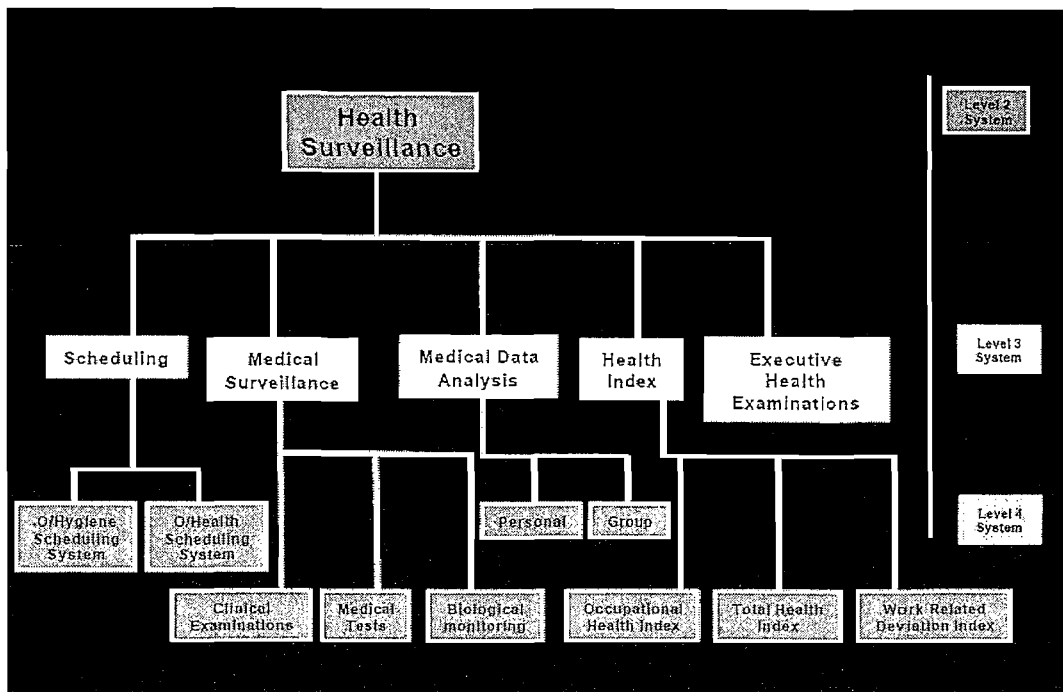 Health
Surveillance
Level 2
System
Scheduling
Medical
Surveillance
Medical Data
Analysis
Health
Index
Executive
Health
Examinations
Level 3
System
O/Hygiene
Scheduling
System
O/Health
Scheduling
System
Personal
Group
Level 4
System
Clinical
Examinations
Medical
Tests
Biological
monitoring
Occupational
Health Index
Total Health
Index
Work Related
Deviation Index